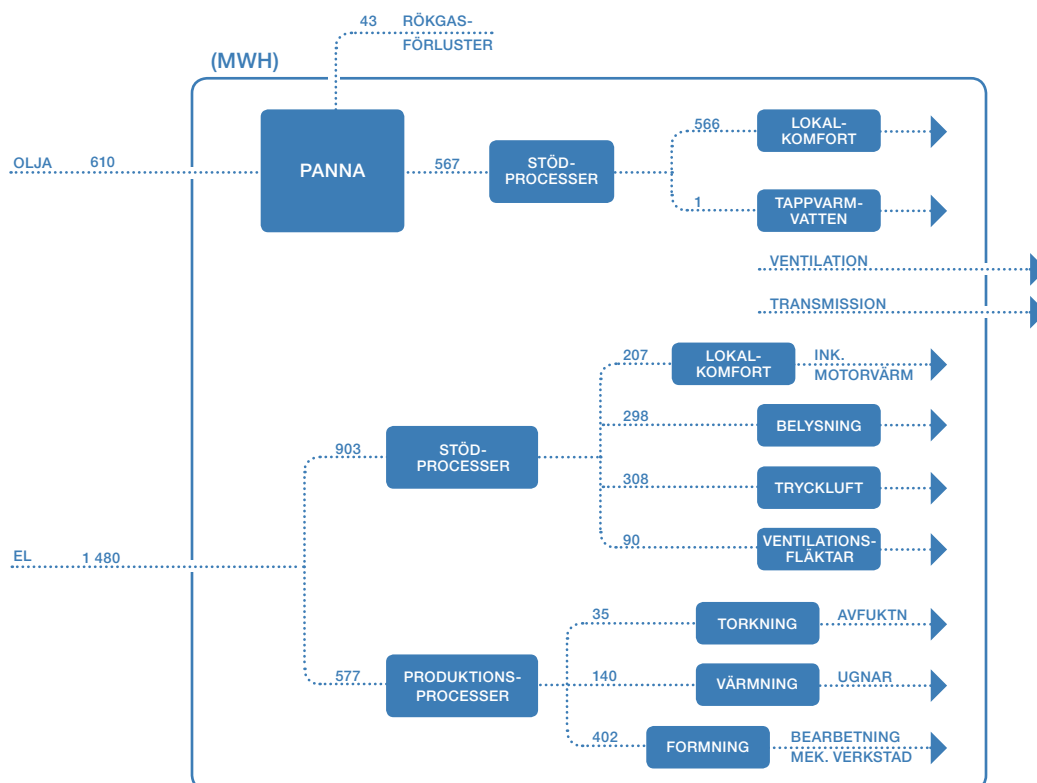 43 RÖKGAS-
FÖRLUSTER
(MWH)
OLJA 610
PANNA
567
STÖD-
PROCESSER
566
LOKAL-
KOMFORT
1
TAPPVARM-
VATTEN
VENTILATION
TRANSMISSION
207
LOKAL-
KOMFORT
INK.
MOTORVÄRM
298
BELYSNING
903
STÖD-
PROCESSER
308
TRYCKLUFT
90
VENTILATIONS-
FLÄKTAR
EL 1 480
35
TORKNING
AVFUKTN
577
PRODUKTIONS-
PROCESSER
140
VÄRMNING
UGNAR
402
FORMNING
BEARBETNING
MEK. VERKSTAD